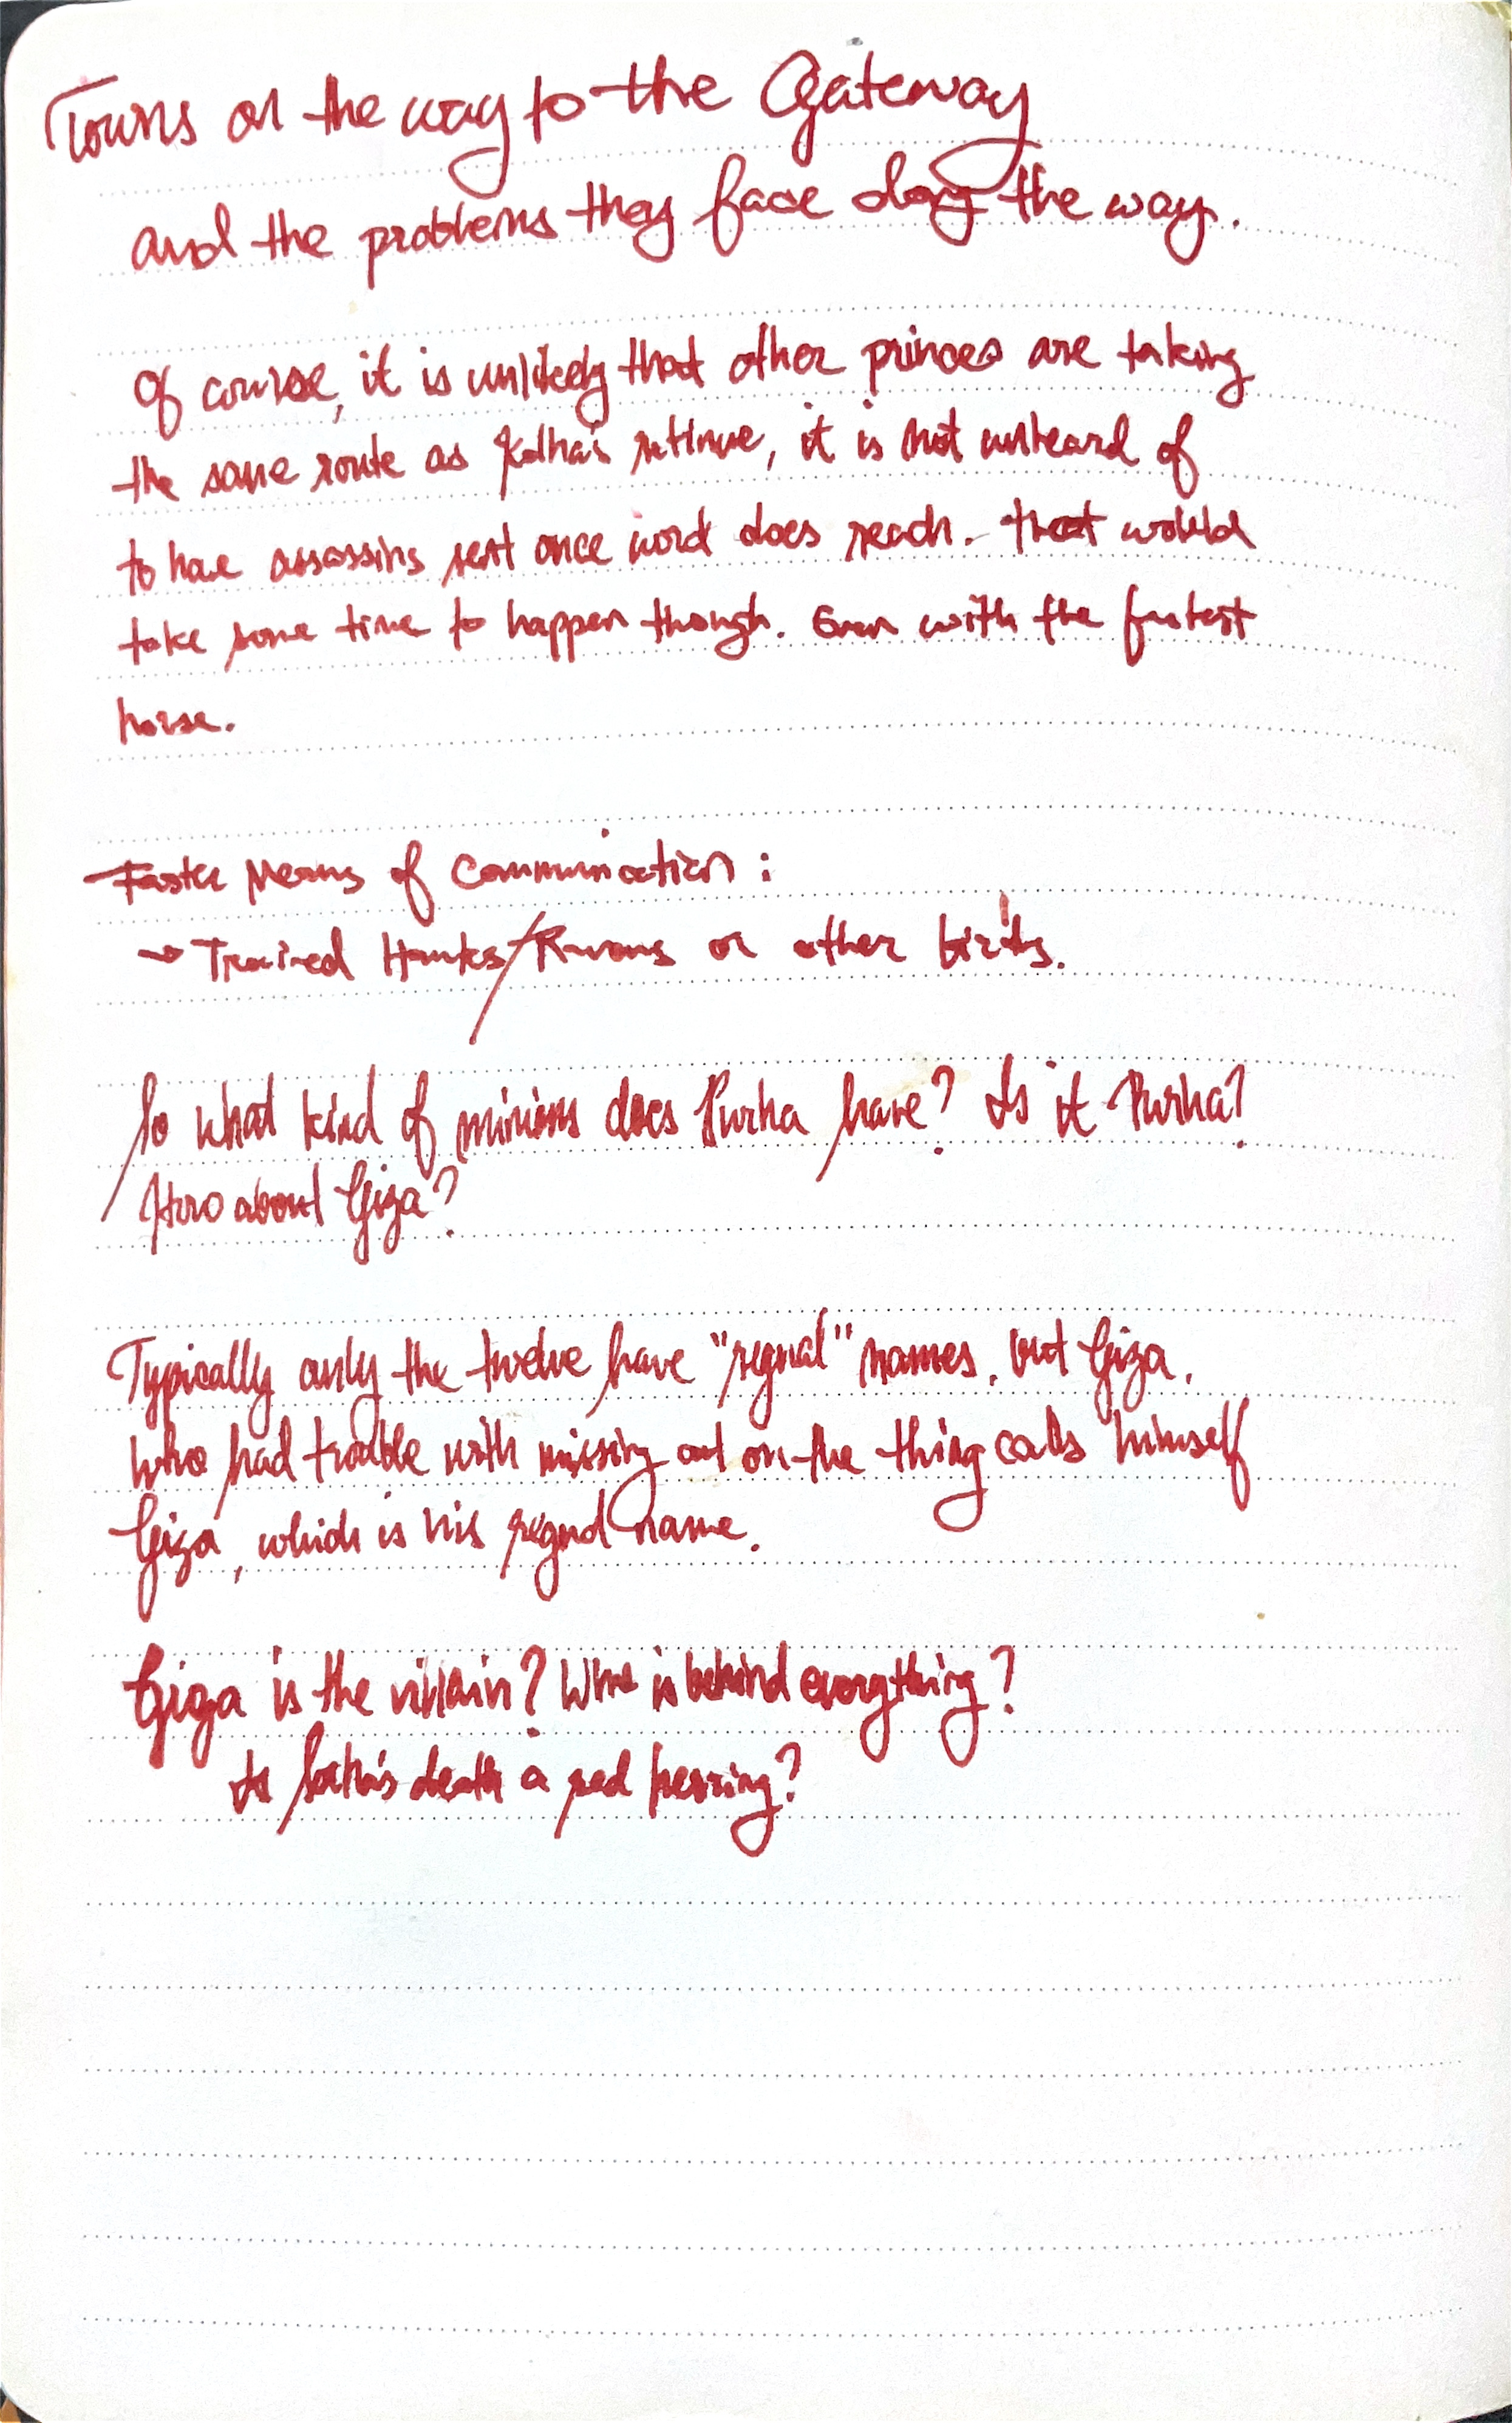 Towns on the way to the Gateway
and the problems they face along the way.
Of course, it is unlikely that other princes are taking
the same route as Kalha's retinue, it is not unheard of
to have assassins sent once word does reach. That would
take some time to happen though. Even with the fastest
horse.
Faster Means of Communication:
→ Trained Hawks/Ravens or other birds.
So what kind of minions does Purha have? Is it Purha?
How about Giza?
Typically only the twelve have "regnal" names. but Giza,
who had trouble with missing out on the thing calls himself
Giza, which is his regnal name.
Giza is the villain? Who is behind everything?
Is death a red herring?